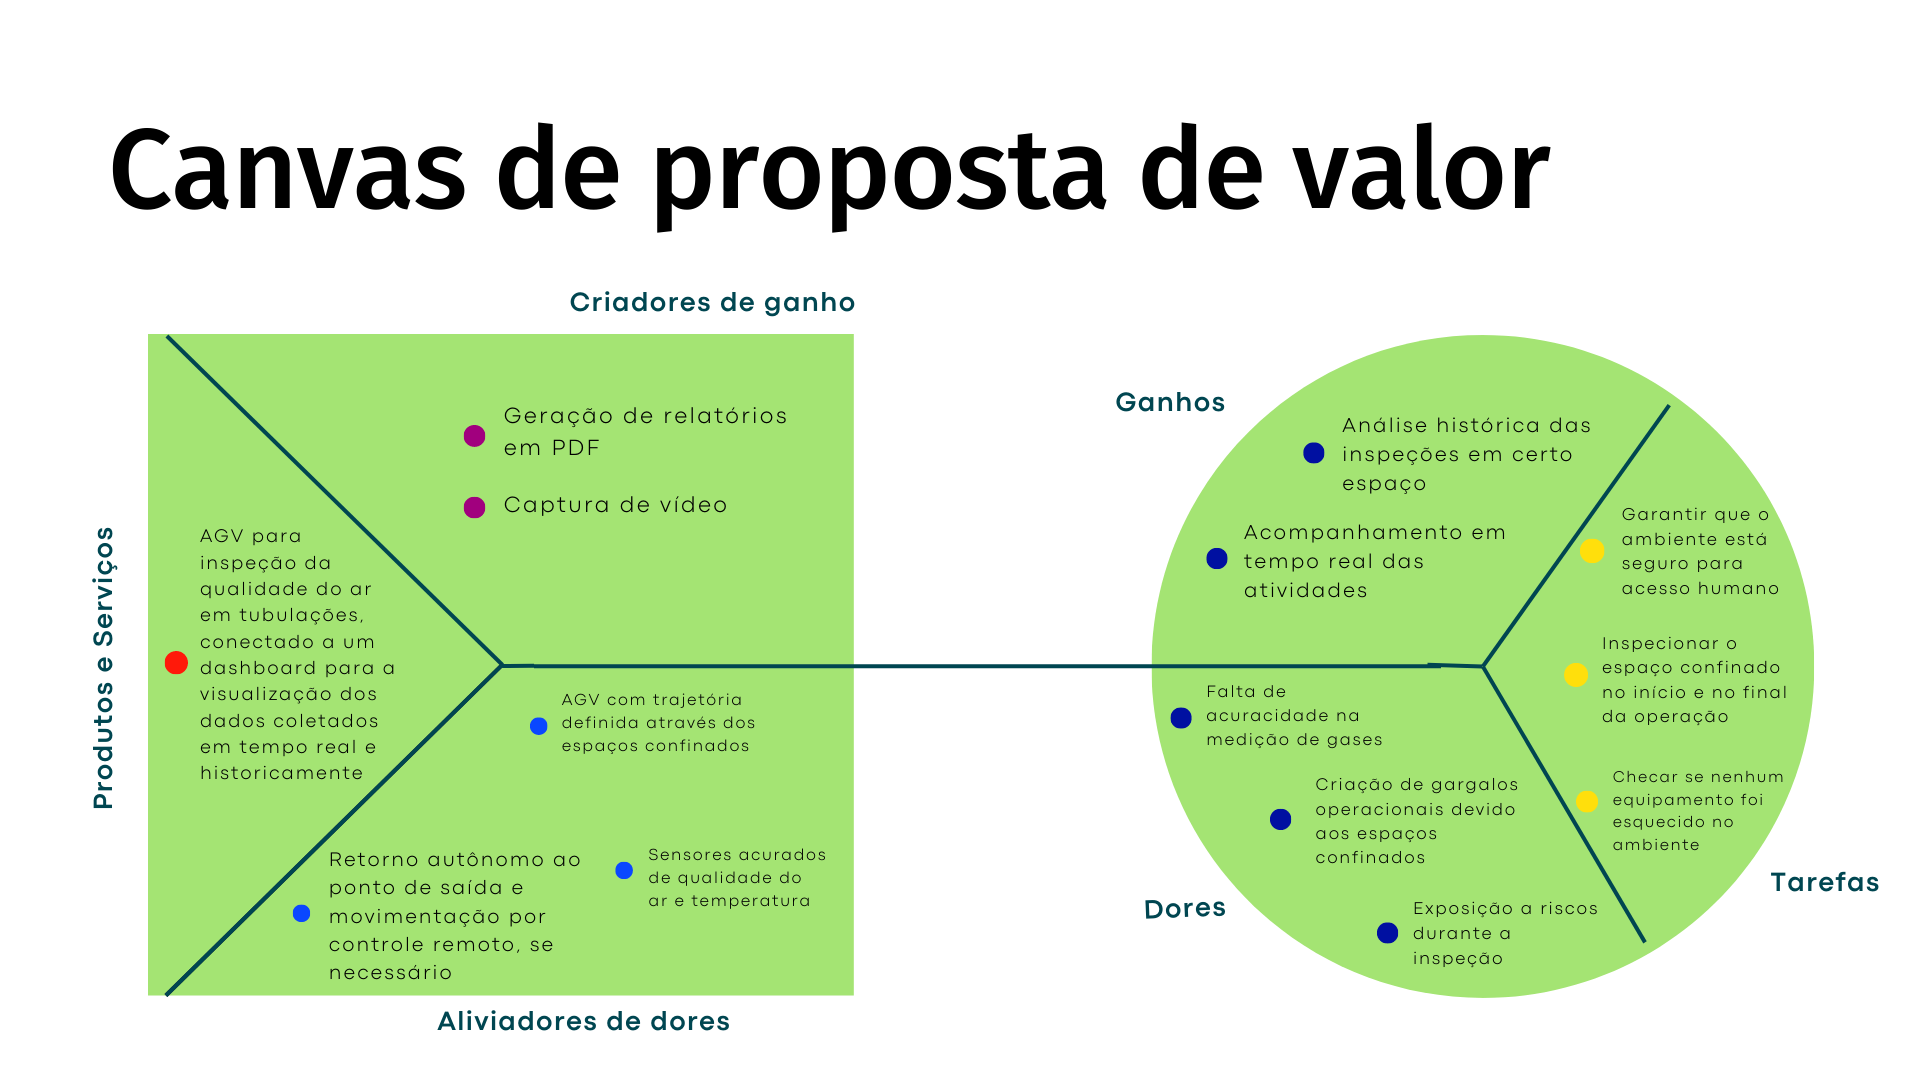 Canvas de proposta de valor
Criadores de ganho
Geração de relatórios
em PDF
Captura de vídeo
Produtos e Serviços
AGV para
inspeção da
qualidade do ar
em tubulações,
conectado a um
dashboard para a
visualização dos
dados coletados
em tempo real e
historicamente
AGV com trajetória
definida através dos
espaços confinados
Retorno autônomo ao
ponto de saída e
movimentação por
controle remoto, se
necessário
Sensores acurados
de qualidade do
ar e temperatura
Aliviadores de dores
Ganhos
Análise histórica das
inspeções em certo
espaço
Acompanhamento em
tempo real das
atividades
Garantir que o
ambiente está
seguro para
acesso humano
Inspecionar o
espaço confinado
no início e no final
da operação
Checar se nenhum
equipamento foi
esquecido no
ambiente
Tarefas
Falta de
acuracidade na
medição de gases
Criação de gargalos
operacionais devido
aos espaços
confinados
Exposição a riscos
durante a
inspeção
Dores